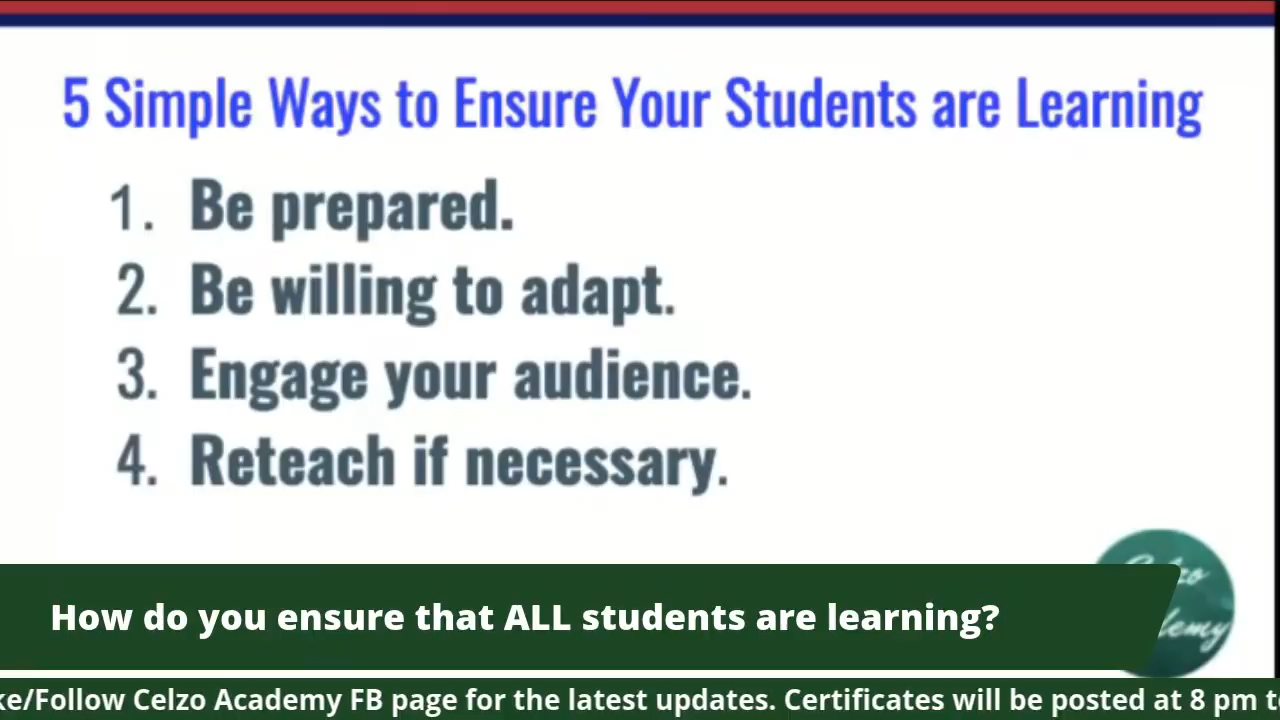 5 Simple Ways to Ensure Your Students are Learning
1. Be prepared.
2. Be willing to adapt.
3. Engage your audience.
4. Reteach if necessary.
How do you ensure that ALL students are learning?
/Follow Celzo Academy FB page for the latest updates. Certificates will be posted at 8 pm